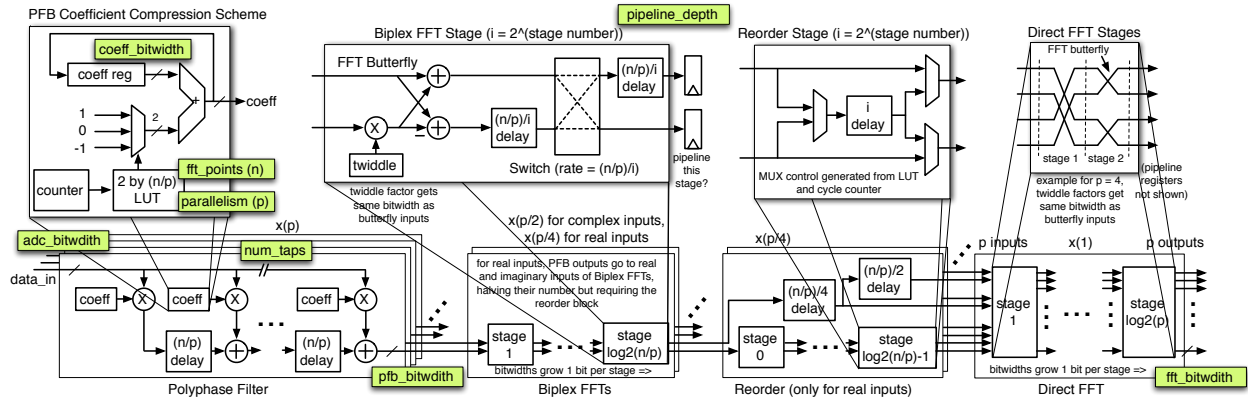 PFB Coefficient Compression Scheme
coeff_bitwidth
coeff reg
+
coeff
1
0
-1
2
counter
2 by (n/p)
LUT
fft_points (n)
parallelism (p)
pipeline_depth
Biplex FFT Stage (i = 2^(stage number))
FFT Butterfly
+
(n/p)/i
delay
X
+
−
(n/p)/i
delay
twiddle
Switch (rate = (n/p)/i)
pipeline
this
stage?
twiddle factor gets
same bitwidth as
butterfly inputs
x(p/2) for complex inputs,
x(p/4) for real inputs
Reorder Stage (i = 2^(stage number))
i
delay
MUX control generated from LUT
and cycle counter
Direct FFT Stages
FFT butterfly
stage 1
stage 2
example for p = 4,
twiddle factors get
same bitwidth as
butterfly inputs
(pipeline
registers
not shown)
adc_bitwdith
data_in
x(p)
num_taps
coeff
X
coeff
X
coeff
X
(n/p)
delay
+
...
(n/p)
delay
+
pfb_bitwdith
Polyphase Filter
for real inputs, PFB outputs go to real
and imaginary inputs of Biplex FFTs,
halving their number but requiring the
reorder block
stage
1
...
stage
log2(n/p)
bitwidths grow 1 bit per stage =>
Biplex FFTs
x(p/4)
(n/p)/2
delay
(n/p)/4
delay
stage
0
...
stage
log2(n/p)-1
Reorder (only for real inputs)
p inputs
x(1)
p outputs
stage
1
...
stage
log2(p)
bitwidths grow 1 bit per stage =>
fft_bitwdith
Direct FFT